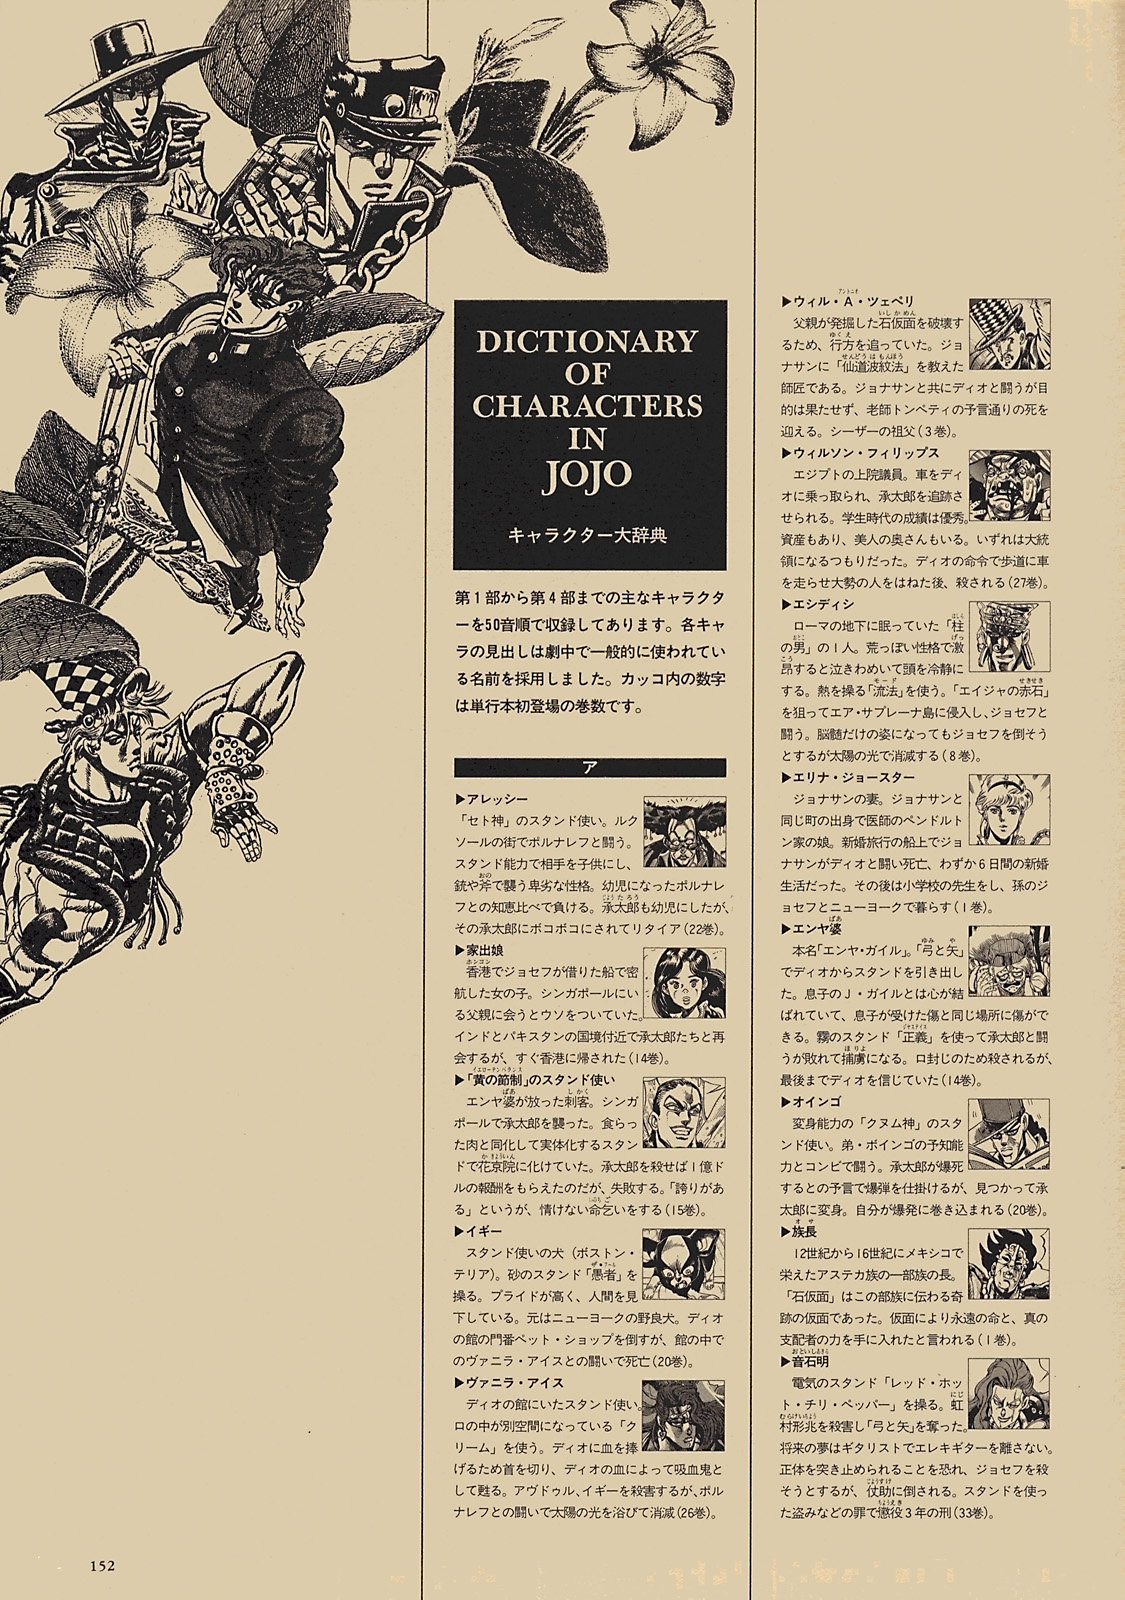 DICTIONARY
OF
CHARACTERS
IN
JOJO
キャラクター大辞典
第1部から第4部までの主なキャラクタ
ーを50音順で収録してあります。各キャ
ラの見出しは劇中で一般的に使われてい
る名前を採用しました。カッコ内の数字
は単行本初登場の巻数です。
ア
▶アレッシー
「セト神」のスタンド使い。ルク
ソールの街でポルナレフと闘う。
スタンド能力で相手を子供にし、
銃や斧で襲う卑劣な性格。幼児になったポルナレ
フとの知恵比べで負ける。承太郎も幼児にしたが、
その承太郎にボコボコにされてリタイア(22巻)。
▶家出娘
香港でジョセフが借りた船で密
航した女の子。シンガポールにい
る父親に会うとウソをついていた。
インドとパキスタンの国境付近で承太郎たちと再
会するが、すぐ香港に帰された(14巻)。
▶「黄の節制」のスタンド使い
エンヤ婆が放った刺客。シンガ
ポールで承太郎を襲った。食らっ
た肉と同化して実体化するスタン
ドで花京院に化けていた。承太郎を殺せば1億ド
ルの報酬をもらえたのだが、失敗する。「誇りがあ
る」というが、情けない命乞いをする(15巻)。
▶イギー
スタンド使いの犬(ボストン・
テリア)。砂のスタンド「愚者」を
操る。プライドが高く、人間を見
下している。元はニューヨークの野良犬。ディオ
の館の門番ペット・ショップを倒すが、館の中で
のヴァニラ・アイスとの闘いで死亡(20巻)。
▶ヴァニラ・アイス
ディオの館にいたスタンド使い。
口の中が別空間になっている「ク
リーム」を使う。ディオに血を捧
げるため首を切り、ディオの血によって吸血鬼と
して甦る。アヴドゥル、イギーを殺害するが、ポル
ナレフとの闘いで太陽の光を浴びて消滅(26巻)。
▶ウィル・A・ツェペリ
父親が発掘した石仮面を破壊す
るため、行方を追っていた。ジョ
ナサンに「仙道波紋法」を教えた
師匠である。ジョナサンと共にディオと闘うが目
的は果たせず、老師トンペティの予言通りの死を
迎える。シーザーの祖父(3巻)。
▶ウィルソン・フィリップス
エジプトの上院議員。車をディ
オに乗っ取られ、承太郎を追跡さ
せられる。学生時代の成績は優秀。
資産もあり、美人の奥さんもいる。いずれは大統
領になるつもりだった。ディオの命令で歩道に車
を走らせ大勢の人をはねた後、殺される(27巻)。
▶エシディシ
ローマの地下に眠っていた「柱
の男」の1人。荒っぽい性格で激
昂すると泣きわめいて頭を冷静に
する。熱を操る「流法」を使う。「エイジャの赤石」
を狙ってエア・サプレーナ島に侵入し、ジョセフと
闘う。脳髄だけの姿になってもジョセフを倒そう
とするが太陽の光で消滅する(8巻)。
▶エリナ・ジョースター
ジョナサンの妻。ジョナサンと
同じ町の出身で医師のペンドルト
ン家の娘。新婚旅行の船上でジョ
ナサンがディオと闘い死亡、わずか6日間の新婚
生活だった。その後は小学校の先生をし、孫のジ
ョセフとニューヨークで暮らす(1巻)。
▶エンヤ婆
本名「エンヤ・ガイル」。「弓と矢」
でディオからスタンドを引き出し
た。息子のJ・ガイルとは心が結
ばれていて、息子が受けた傷と同じ場所に傷がで
きる。霧のスタンド「正義」を使って承太郎と闘
うが敗れて捕虜になる。口封じのため殺されるが、
最後までディオを信じていた(14巻)。
▶オインゴ
変身能力の「クヌム神」のスタ
ンド使い。弟・ボインゴの予知能
力とコンビで闘う。承太郎が爆死
するとの予言で爆弾を仕掛けるが、見つかって承
太郎に変身。自分が爆発に巻き込まれる(20巻)。
▶族長
12世紀から16世紀にメキシコで
栄えたアステカ族の一部族の長。
「石仮面」はこの部族に伝わる奇
跡の仮面であった。仮面により永遠の命と、真の
支配者の力を手に入れたと言われる(1巻)。
▶音石明
電気のスタンド「レッド・ホッ
ト・チリ・ペッパー」を操る。虹
村形兆を殺害し「弓と矢」を奪った。
将来の夢はギタリストでエレキギターを離さない。
正体を突き止められることを恐れ、ジョセフを殺
そうとするが、仗助に倒される。スタンドを使っ
た盗みなどの罪で懲役3年の刑(33巻)。
152